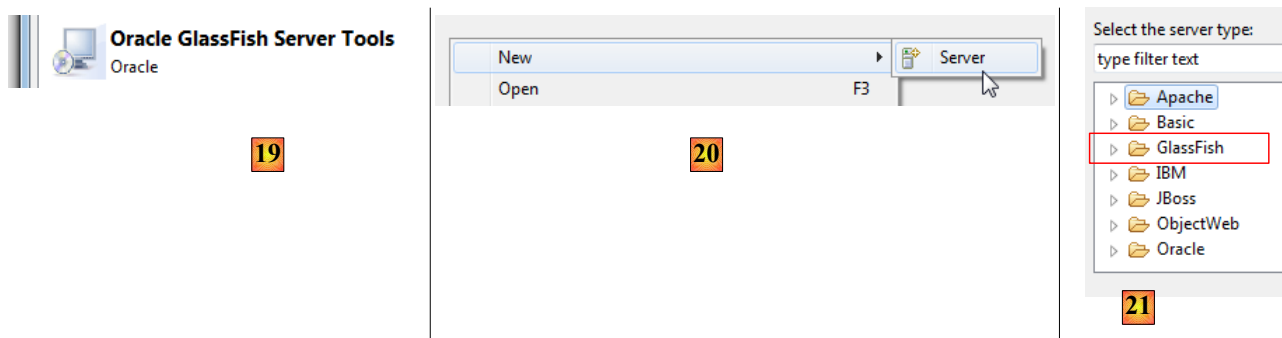 Oracle GlassFish Server Tools
Oracle
19
New
Server
Open F3
20
Select the server type:
type filter text
Apache
Basic
GlassFish
IBM
JBoss
ObjectWeb
Oracle
21